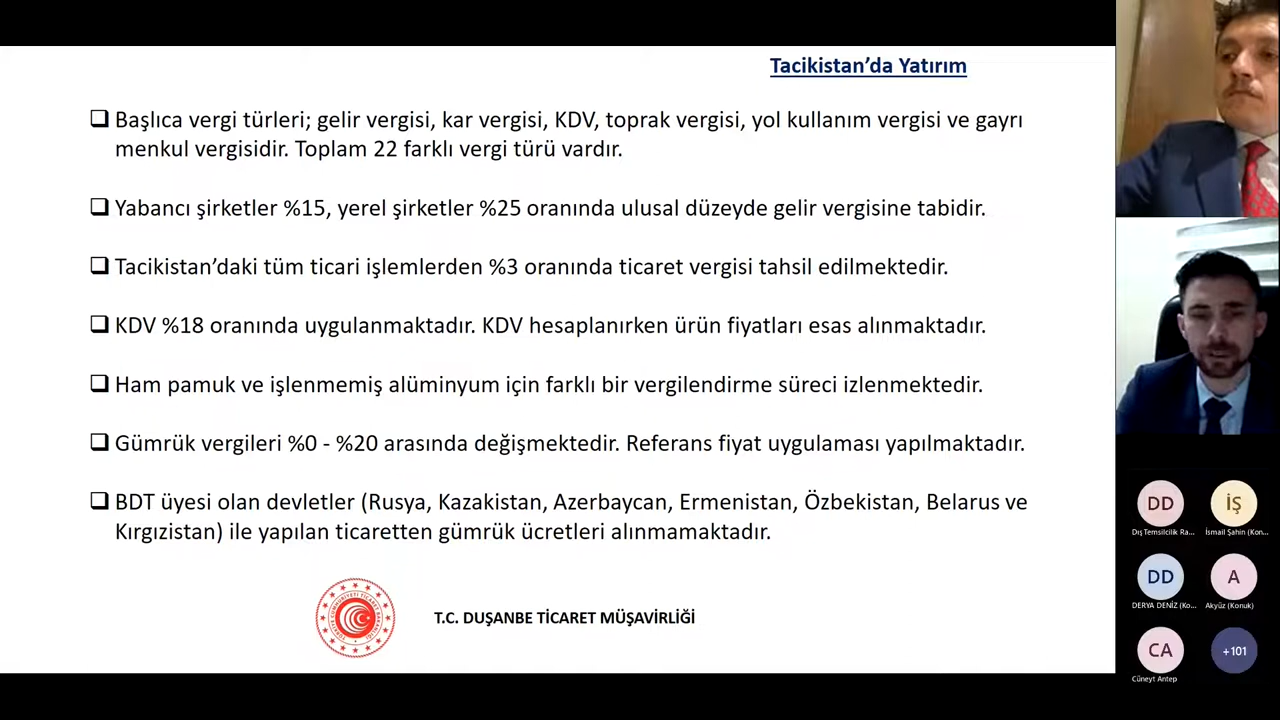 Tacikistan’da Yatırım
❑ Başlıca vergi türleri; gelir vergisi, kar vergisi, KDV, toprak vergisi, yol kullanım vergisi ve gayrı
menkul vergisidir. Toplam 22 farklı vergi türü vardır.
❑ Yabancı şirketler %15, yerel şirketler %25 oranında ulusal düzeyde gelir vergisine tabidir.
❑ Tacikistan’daki tüm ticari işlemlerden %3 oranında ticaret vergisi tahsil edilmektedir.
❑ KDV %18 oranında uygulanmaktadır. KDV hesaplanırken ürün fiyatları esas alınmaktadır.
❑ Ham pamuk ve işlenmemiş alüminyum için farklı bir vergilendirme süreci izlenmektedir.
❑ Gümrük vergileri %0 - %20 arasında değişmektedir. Referans fiyat uygulaması yapılmaktadır.
❑ BDT üyesi olan devletler (Rusya, Kazakistan, Azerbaycan, Ermenistan, Özbekistan, Belarus ve
Kırgızistan) ile yapılan ticaretten gümrük ücretleri alınmamaktadır.
T.C. DUŞANBE TİCARET MÜŞAVİRLİĞİ
DD İŞ
Dış Temsilcilik Ra... İsmail Şahin (Kon...
DD A
DERYA DENİZ (Ko... Akyüz (Konuk)
CA +101
Cüneyt Antep